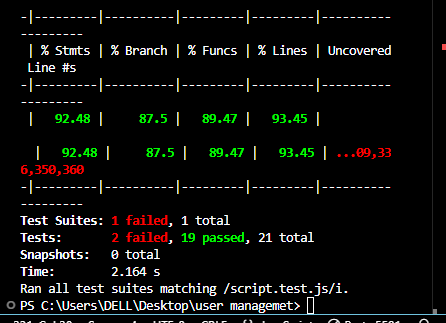 -|---------|----------|---------|---------|-----------
---------
 | % Stmts | % Branch | % Funcs | % Lines | Uncovered
 Line #s
-|---------|----------|---------|---------|-----------
---------
 |   92.48 |     87.5 |   89.47 |   93.45 |
 |   92.48 |     87.5 |   89.47 |   93.45 | ...09,33
6,350,360
-|---------|----------|---------|---------|-----------
---------
Test Suites: 1 failed, 1 total
Tests:       2 failed, 19 passed, 21 total
Snapshots:   0 total
Time:        2.164 s
Ran all test suites matching /script.test.js/i.
PS C:\Users\DELL\Desktop\user managemet>